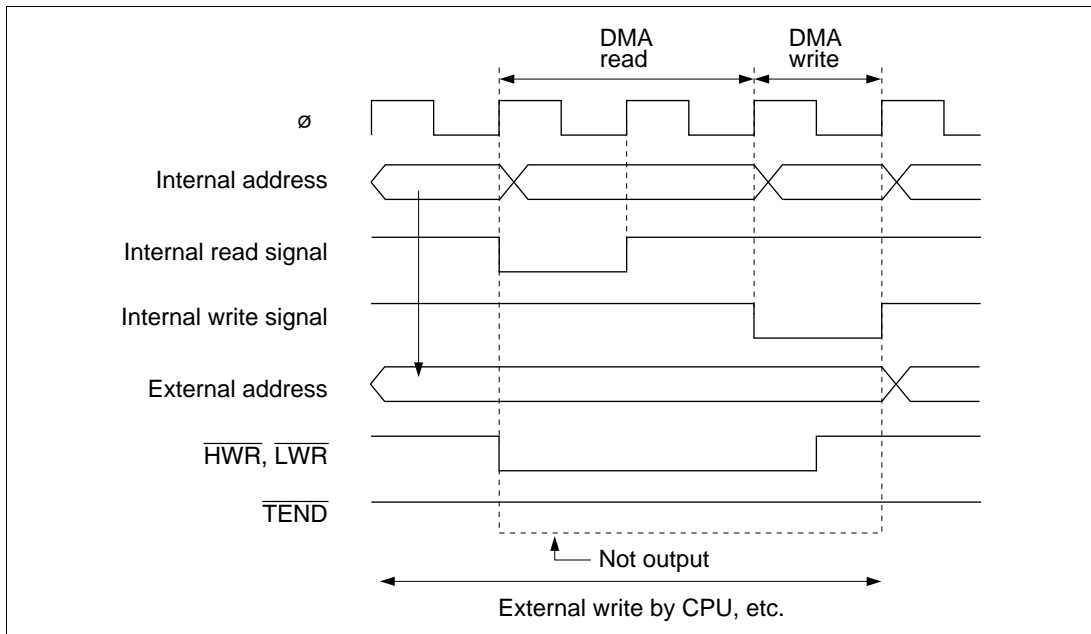 DMA read
DMA write
ø
Internal address
Internal read signal
Internal write signal
External address
HWR, LWR
TEND
Not output
External write by CPU, etc.